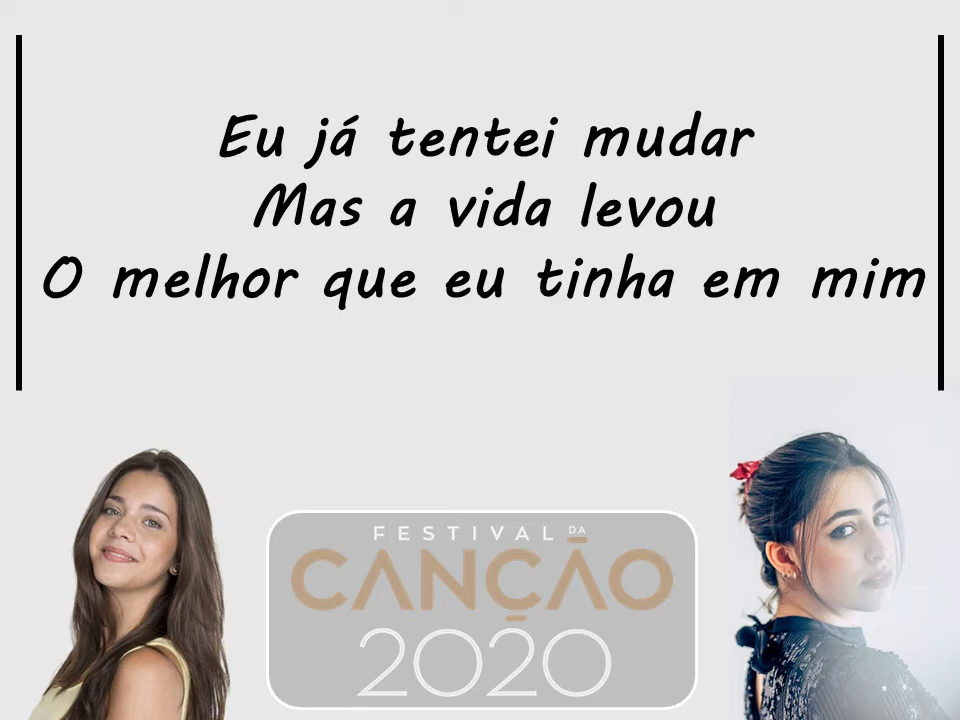 Eu já tentei mudar
Mas a vida levou
O melhor que eu tinha em mim
FESTIVAL DA
CANÇÃO
2020